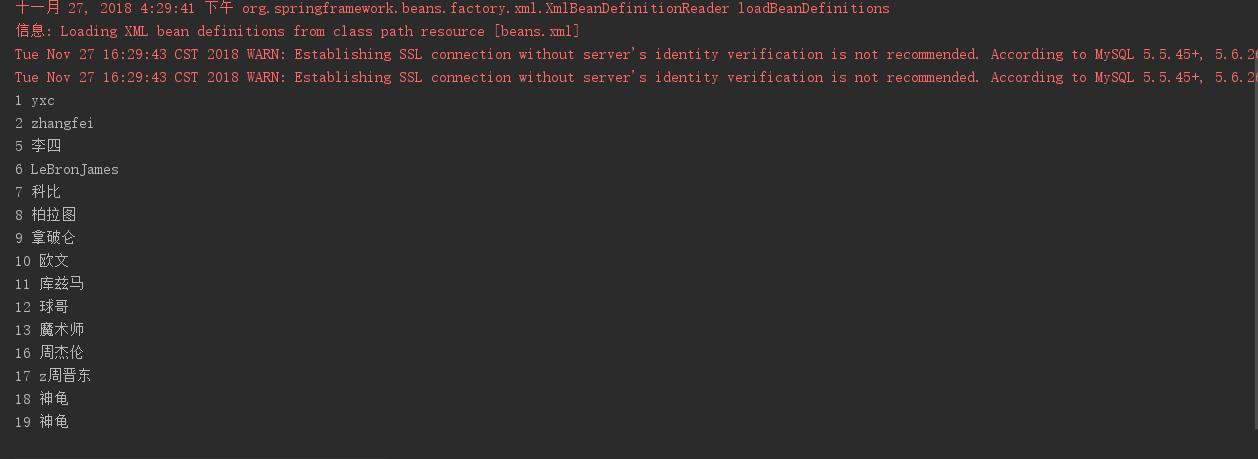 十一月 27, 2018 4:29:41 下午 org.springframework.beans.factory.xml.XmlBeanDefinitionReader loadBeanDefinitions
信息: Loading XML bean definitions from class path resource [beans.xml]
Tue Nov 27 16:29:43 CST 2018 WARN: Establishing SSL connection without server's identity verification is not recommended. According to MySQL 5.5.45+, 5.6.26
Tue Nov 27 16:29:43 CST 2018 WARN: Establishing SSL connection without server's identity verification is not recommended. According to MySQL 5.5.45+, 5.6.26
1 yxc
2 zhangfei
5 李四
6 LeBronJames
7 科比
8 柏拉图
9 拿破仑
10 欧文
11 库兹马
12 球哥
13 魔术师
16 周杰伦
17 z周晋东
18 神龟
19 神龟